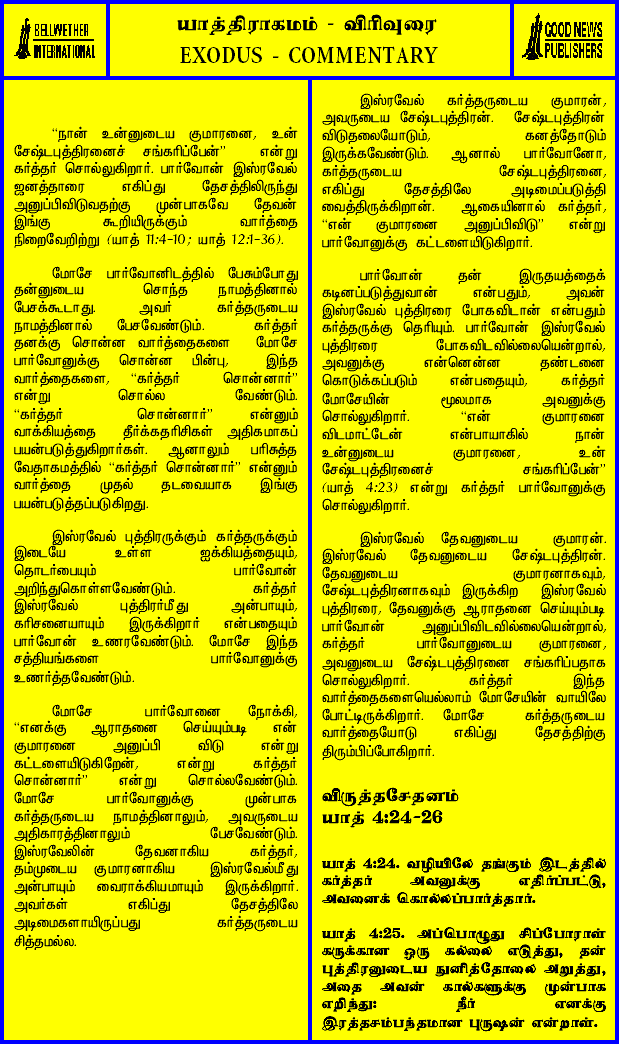 BELLWETHER
INTERNATIONAL
யாத்திராகமம் - விரிவுரை
EXODUS - COMMENTARY
GOOD NEWS
PUBLISHERS
“நான் உன்னுடைய குமாரனை, உன்
சேஷ்டபுத்திரனைச் சங்கரிப்பேன்” என்று
கர்த்தர் சொல்லுகிறார். பார்வோன் இஸ்ரவேல்
ஜனத்தாரை எகிப்து தேசத்திலிருந்து
அனுப்பிவிடுவதற்கு முன்பாகவே தேவன்
இங்கு கூறியிருக்கும் வார்த்தை
நிறைவேறிற்று (யாத் 11:4-10; யாத் 12:1-36).
மோசே பார்வோனிடத்தில் பேசும்போது
தன்னுடைய சொந்த நாமத்தினால்
பேசக்கூடாது. அவர் கர்த்தருடைய
நாமத்தினால் பேசவேண்டும். கர்த்தர்
தனக்கு சொன்ன வார்த்தைகளை மோசே
பார்வோனுக்கு சொன்ன பின்பு, இந்த
வார்த்தைகளை, “கர்த்தர் சொன்னார்”
என்று சொல்ல வேண்டும்.
“கர்த்தர் சொன்னார்” என்னும்
வாக்கியத்தை தீர்க்கதரிசிகள் அதிகமாகப்
பயன்படுத்துகிறார்கள். ஆனாலும் பரிசுத்த
வேதாகமத்தில் “கர்த்தர் சொன்னார்” என்னும்
வார்த்தை முதல் தடவையாக இங்கு
பயன்படுத்தப்படுகிறது.
இஸ்ரவேல் புத்திரருக்கும் கர்த்தருக்கும்
இடையே உள்ள ஐக்கியத்தையும்,
தொடர்பையும் பார்வோன்
அறிந்துகொள்ளவேண்டும். கர்த்தர்
இஸ்ரவேல் புத்திரர்மீது அன்பாயும்,
கரிசனையாயும் இருக்கிறார் என்பதையும்
பார்வோன் உணரவேண்டும். மோசே இந்த
சத்தியங்களை பார்வோனுக்கு
உணர்த்தவேண்டும்.
மோசே பார்வோனை நோக்கி,
“எனக்கு ஆராதனை செய்யும்படி என்
குமாரனை அனுப்பி விடு என்று
கட்டளையிடுகிறேன், என்று கர்த்தர்
சொன்னார்” என்று சொல்லவேண்டும்.
மோசே பார்வோனுக்கு முன்பாக
கர்த்தருடைய நாமத்தினாலும், அவருடைய
அதிகாரத்தினாலும் பேசவேண்டும்.
இஸ்ரவேலின் தேவனாகிய கர்த்தர்,
தம்முடைய குமாரனாகிய இஸ்ரவேல்மீது
அன்பாயும் வைராக்கியமாயும் இருக்கிறார்.
அவர்கள் எகிப்து தேசத்திலே
அடிமைகளாயிருப்பது கர்த்தருடைய
சித்தமல்ல.
இஸ்ரவேல் கர்த்தருடைய குமாரன்,
அவருடைய சேஷ்டபுத்திரன். சேஷ்டபுத்திரன்
விடுதலையோடும், கனத்தோடும்
இருக்கவேண்டும். ஆனால் பார்வோனோ,
கர்த்தருடைய சேஷ்டபுத்திரனை,
எகிப்து தேசத்திலே அடிமைப்படுத்தி
வைத்திருக்கிறான். ஆகையினால் கர்த்தர்,
“என் குமாரனை அனுப்பிவிடு” என்று
பார்வோனுக்கு கட்டளையிடுகிறார்.
பார்வோன் தன் இருதயத்தைக்
கடினப்படுத்துவான் என்பதும், அவன்
இஸ்ரவேல் புத்திரரை போகவிடான் என்பதும்
கர்த்தருக்கு தெரியும். பார்வோன் இஸ்ரவேல்
புத்திரரை போகவிடவில்லையென்றால்,
அவனுக்கு என்னென்ன தண்டனை
கொடுக்கப்படும் என்பதையும், கர்த்தர்
மோசேயின் மூலமாக அவனுக்கு
சொல்லுகிறார். “என் குமாரனை
விடமாட்டேன் என்பாயாகில் நான்
உன்னுடைய குமாரனை, உன்
சேஷ்டபுத்திரனைச் சங்கரிப்பேன்”
(யாத் 4:23) என்று கர்த்தர் பார்வோனுக்கு
சொல்லுகிறார்.
இஸ்ரவேல் தேவனுடைய குமாரன்.
இஸ்ரவேல் தேவனுடைய சேஷ்டபுத்திரன்.
தேவனுடைய குமாரனாகவும்,
சேஷ்டபுத்திரனாகவும் இருக்கிற இஸ்ரவேல்
புத்திரரை, தேவனுக்கு ஆராதனை செய்யும்படி
பார்வோன் அனுப்பிவிடவில்லையென்றால்,
கர்த்தர் பார்வோனுடைய குமாரனை,
அவனுடைய சேஷ்டபுத்திரனை சங்கரிப்பதாக
சொல்லுகிறார். கர்த்தர் இந்த
வார்த்தைகளையெல்லாம் மோசேயின் வாயிலே
போட்டிருக்கிறார். மோசே கர்த்தருடைய
வார்த்தையோடு எகிப்து தேசத்திற்கு
திரும்பிப்போகிறார்.
விருத்தசேதனம்
யாத் 4:24-26
யாத் 4:24. வழியிலே தங்கும் இடத்தில்
கர்த்தர் அவனுக்கு எதிர்ப்பட்டு,
அவனைக் கொல்லப்பார்த்தார்.
யாத் 4:25. அப்பொழுது சிப்போராள்
கருக்கான ஒரு கல்லை எடுத்து, தன்
புத்திரனுடைய நுனித்தோலை அறுத்து,
அதை அவன் கால்களுக்கு முன்பாக
எறிந்து: நீர் எனக்கு
இரத்தசம்பந்தமான புருஷன் என்றாள்.